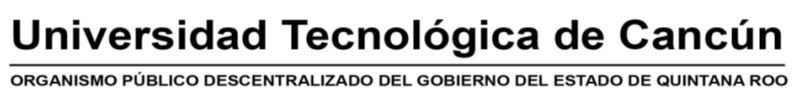 Universidad Tecnológica de Cancún
ORGANISMO PÚBLICO DESCENTRALIZADO DEL GOBIERNO DEL ESTADO DE QUINTANA ROO